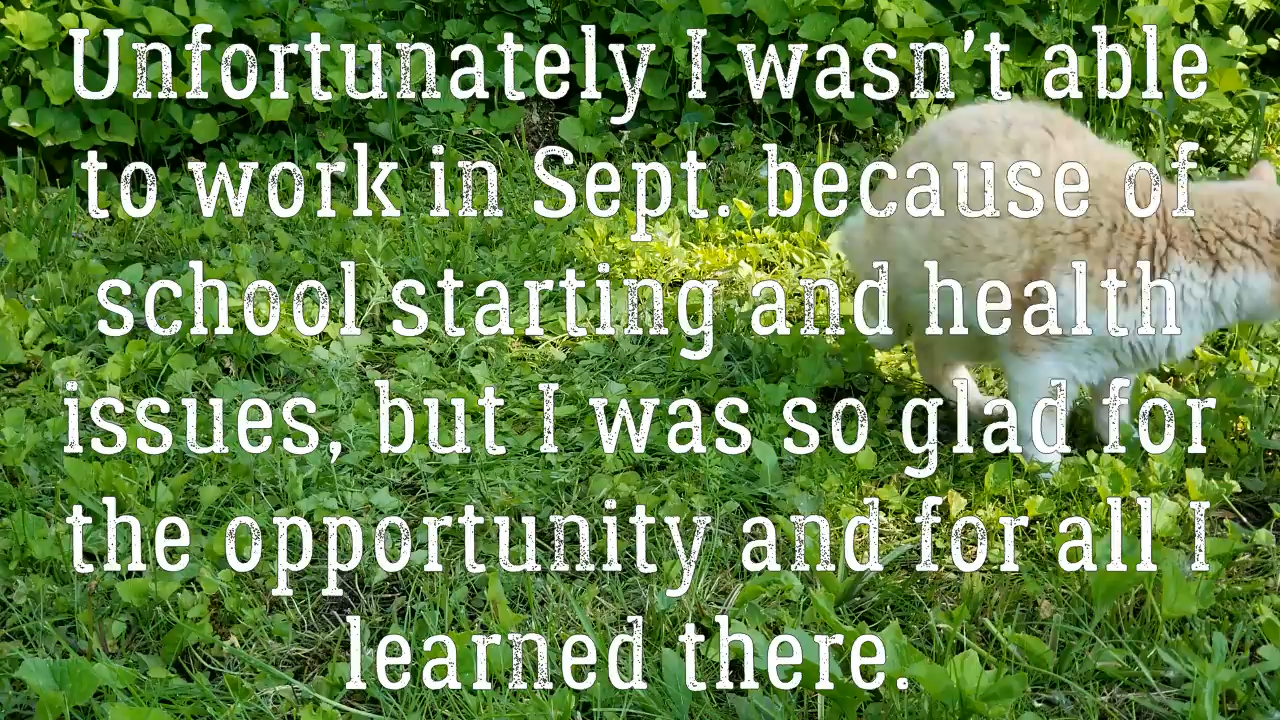 Unfortunately I wasn't able
to work in Sept. because of
school starting and health
issues, but I was so glad for
the opportunity and for all I
learned there.